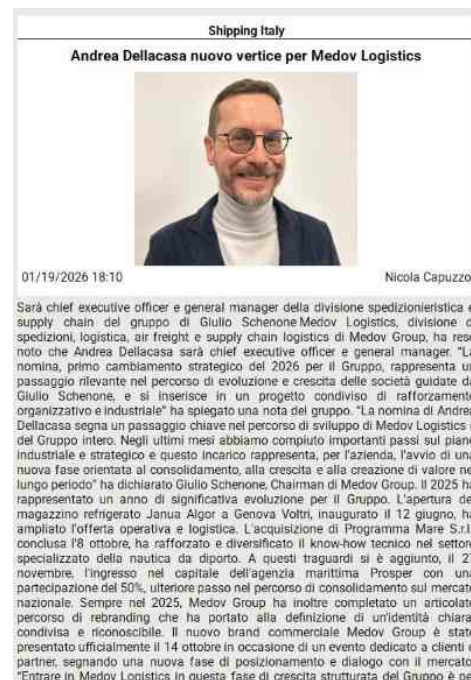 Shipping Italy
Andrea Dellacasa nuovo vertice per Medov Logistics
01/19/2026 18:10
Nicola Capuzzo
Sarà chief executive officer e general manager della divisione spedizionieristica e
supply chain del gruppo di Giulio Schenone Medov Logistics, divisione di
spedizioni, logistica, air freight e supply chain logistics di Medov Group, ha reso
noto che Andrea Dellacasa sarà chief executive officer e general manager. "La
nomina, primo cambiamento strategico del 2026 per il Gruppo, rappresenta un
passaggio rilevante nel percorso di evoluzione e crescita delle società guidate da
Giulio Schenone, e si inserisce in un progetto condiviso di rafforzamento
organizzativo e industriale" ha spiegato una nota del gruppo. "La nomina di Andrea
Dellacasa segna un passaggio chiave nel percorso di sviluppo di Medov Logistics e
del Gruppo intero. Negli ultimi mesi abbiamo compiuto importanti passi sul piano
industriale e strategico e questo incarico rappresenta, per l'azienda, l'avvio di una
nuova fase orientata al consolidamento, alla crescita e alla creazione di valore nel
lungo periodo" ha dichiarato Giulio Schenone, Chairman di Medov Group. Il 2025 ha
rappresentato un anno di significativa evoluzione per il Gruppo. L'apertura del
magazzino refrigerato Janua Algor a Genova Voltri, inaugurato il 12 giugno, ha
ampliato l'offerta operativa e logistica. L'acquisizione di Programma Mare S.r.l.,
conclusa l'8 ottobre, ha rafforzato e diversificato il know-how tecnico nel settore
specializzato della nautica da diporto. A questi traguardi si è aggiunto, il
novembre, l'ingresso nel capitale dell'agenzia marittima Prosper con una
partecipazione del 50%, ulteriore passo nel percorso di consolidamento sul mercato
nazionale. Sempre nel 2025, Medov Group ha inoltre completato un articolato
percorso di rebranding che ha portato alla definizione di un'identità chiara,
condivisa e riconoscibile. Il nuovo brand commerciale Medov Group è stato
presentato ufficialmente il 14 ottobre in occasione di un evento dedicato a clienti e
partner, segnando una nuova fase di posizionamento e dialogo con il mercato.
"Entrare in Medov Logistics in questa fase di crescita strutturata del Gruppo è per